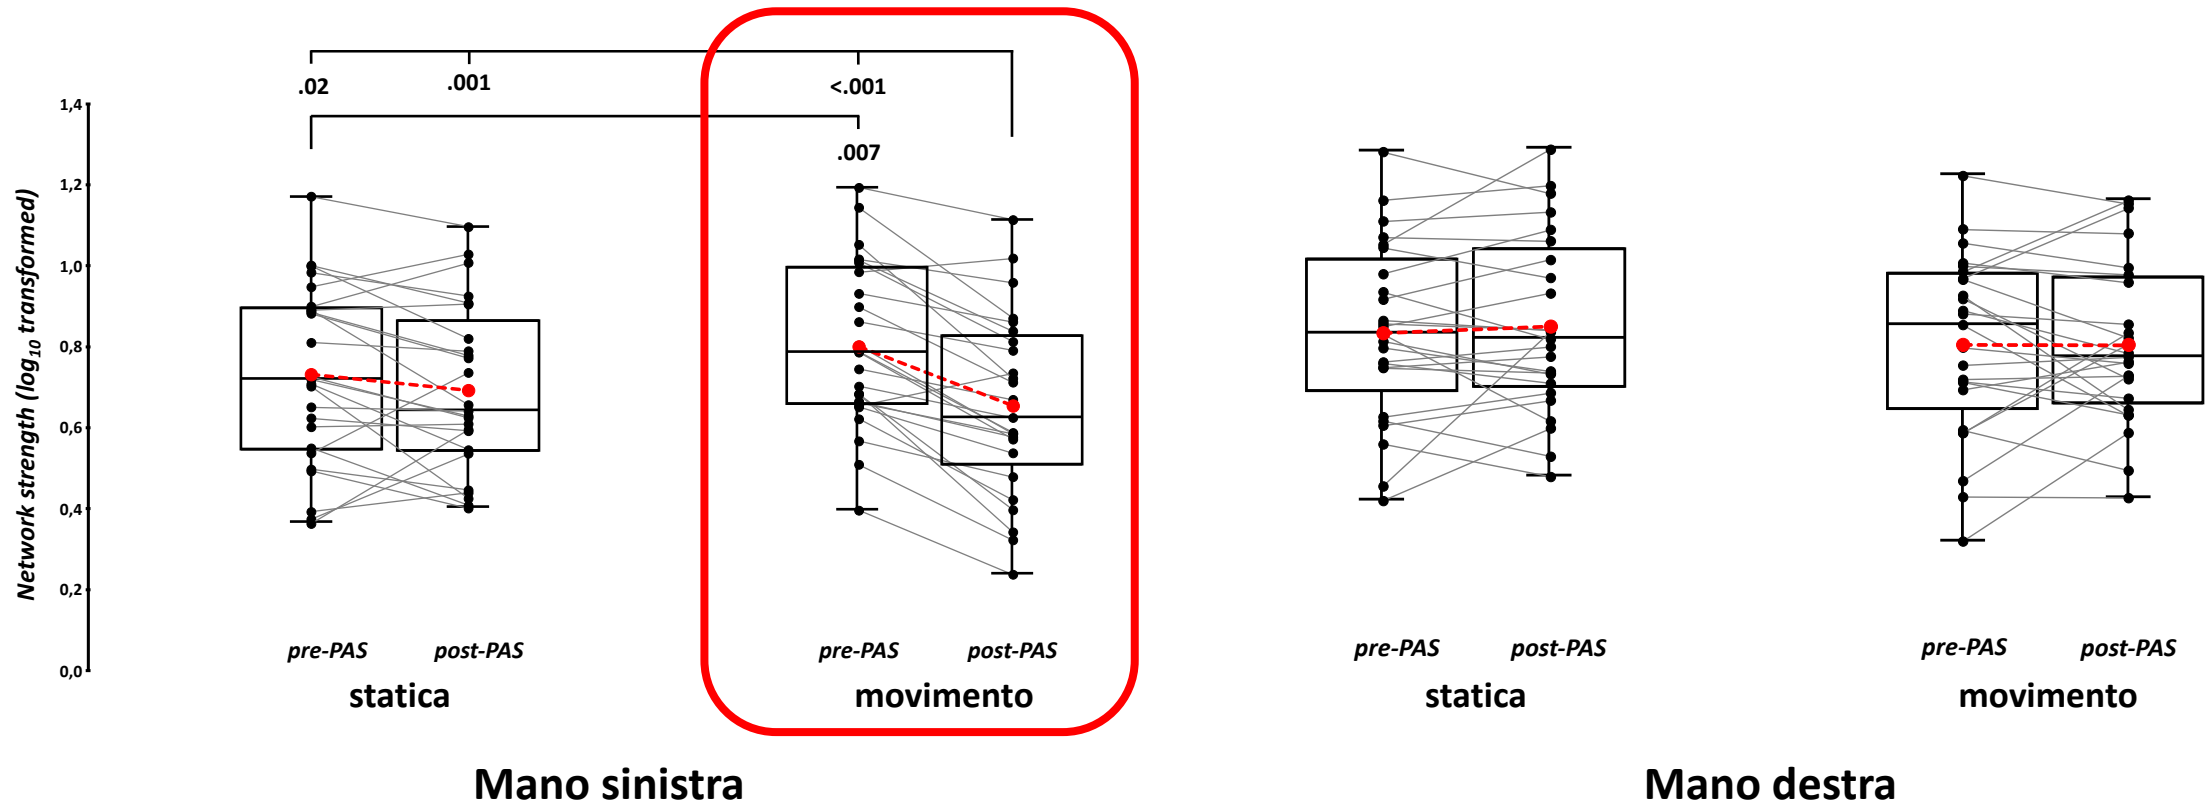 .02 .001 <.001
.007
Network strength (log10 transformed)
1,4
1,2
1,0
0,8
0,6
0,4
0,2
0,0
pre-PAS post-PAS pre-PAS post-PAS pre-PAS post-PAS pre-PAS post-PAS
statica movimento statica movimento
Mano sinistra Mano destra